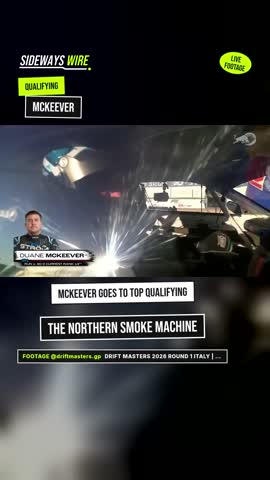 SIDEWAYS WIRE.
LIVE
FOOTAGE
QUALIFYING
MCKEEVER
DUANE MCKEEVER
MCKEEVER GOES TO TOP QUALIFYING
THE NORTHERN SMOKE MACHINE
FOOTAGE @driftmasters.gp DRIFT MASTERS 2026 ROUND 1 ITALY | ...